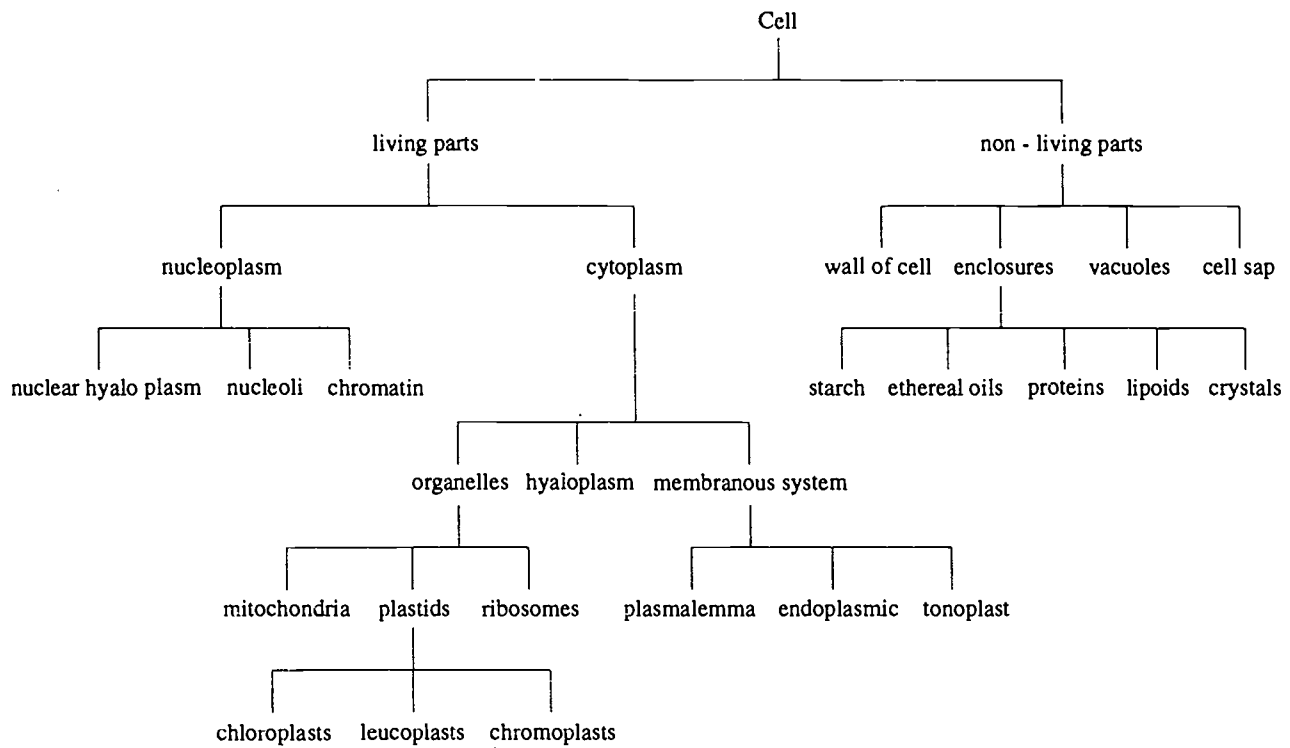 Cell
living parts non - living parts
nucleoplasm cytoplasm wall of cell enclosures vacuoles cell sap
nuclear hyalo plasm nucleoli chromatin starch ethereal oils proteins lipoids crystals
organelles hyaloplasm membranous system
mitochondria plastids ribosomes plasmalemma endoplasmic tonoplast
chloroplasts leucoplasts chromoplasts